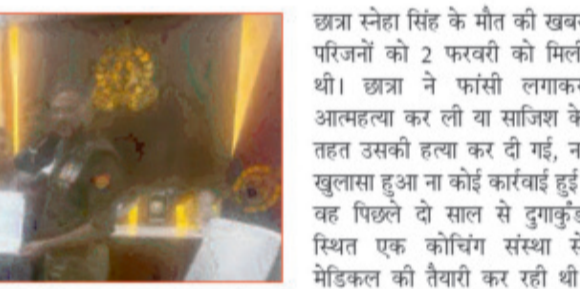 छात्रा स्नेहा सिंह के मौत की खबर
परिजनों को 2 फरवरी को मिल
थी। छात्रा ने फांसी लगाकर
आत्महत्या कर ली या साजिश के
तहत उसकी हत्या कर दी गई, न
खुलासा हुआ ना कोई कार्रवाई हुई
वह पिछले दो साल से दुर्गाकुंड
स्थित एक कोचिंग संस्था से
मेडिकल की तैयारी कर रही थी